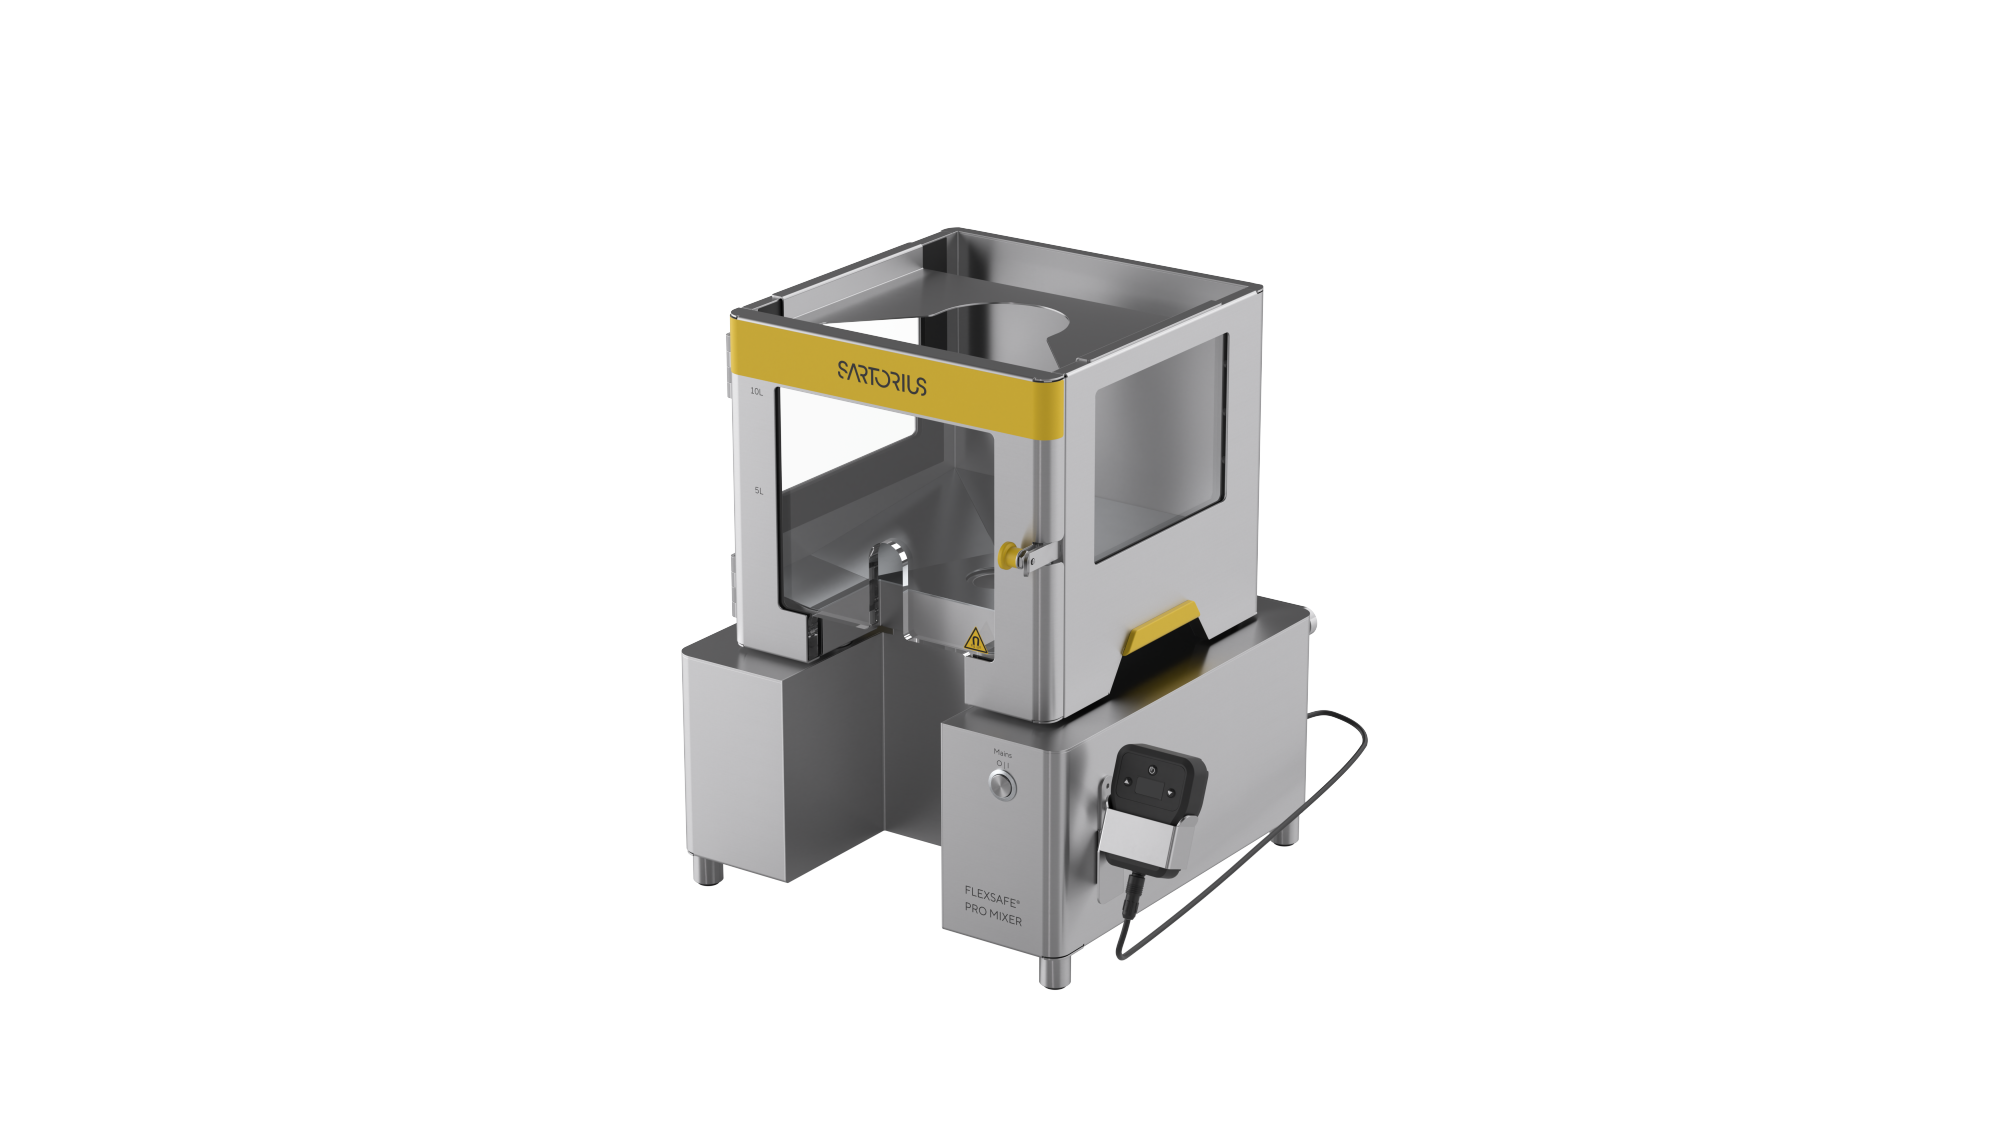 SARTORIUS
10L
5L
Mains
FLEXSAFE®
PRO MIXER